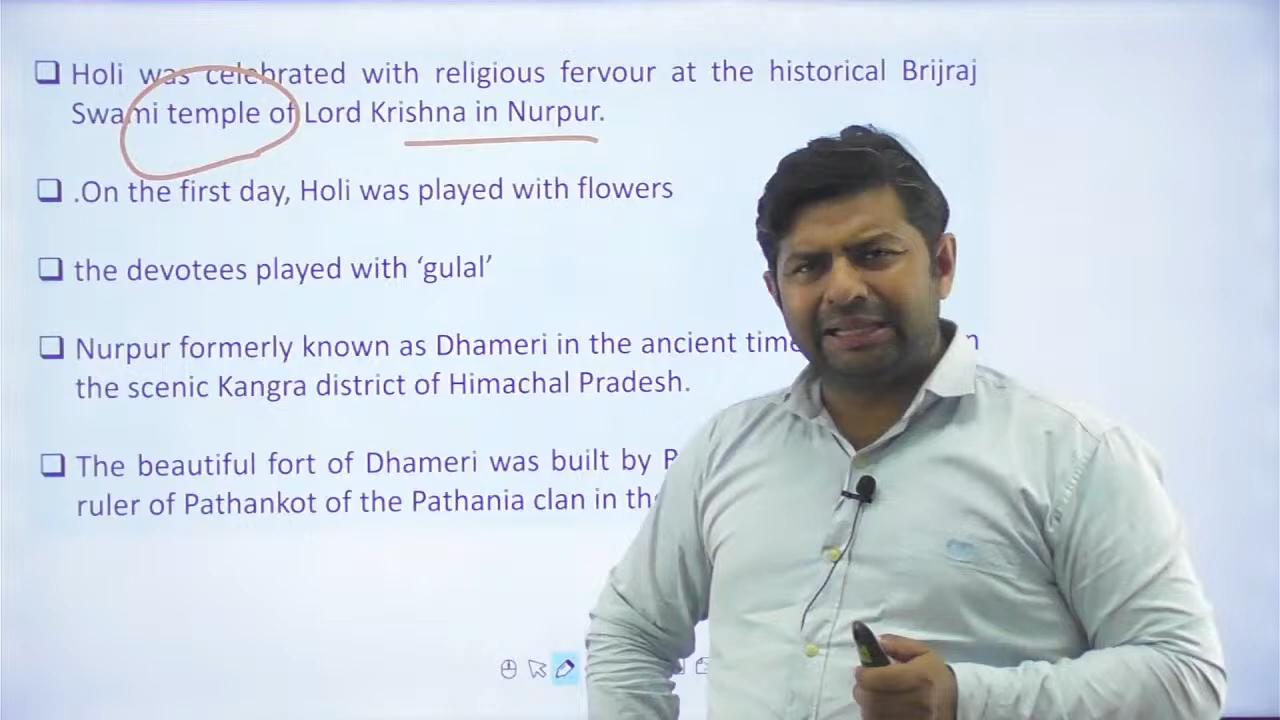 Holi was celebrated with religious fervour at the historical Brijraj
Swami temple of Lord Krishna in Nurpur.
.On the first day, Holi was played with flowers
the devotees played with ‘gulal’
Nurpur formerly known as Dhameri in the ancient
the scenic Kangra district of Himachal Pradesh.
The beautiful fort of Dhameri was built by
ruler of Pathankot of the Pathania clan in